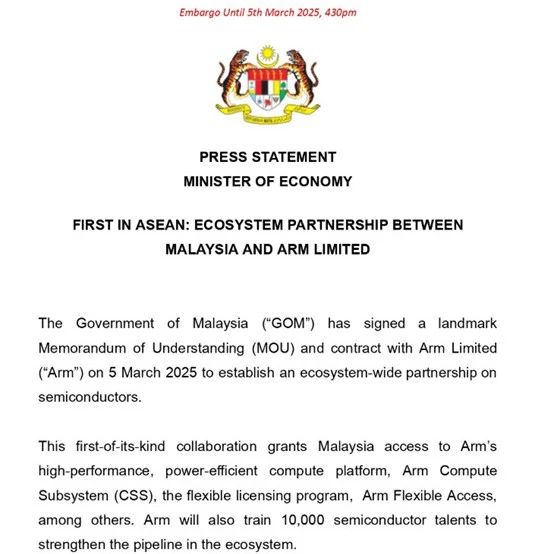 Embargo Until 5th March 2025, 430pm
PRESS STATEMENT
MINISTER OF ECONOMY
FIRST IN ASEAN: ECOSYSTEM PARTNERSHIP BETWEEN
MALAYSIA AND ARM LIMITED
The Government of Malaysia (“GOM”) has signed a landmark
Memorandum of Understanding (MOU) and contract with Arm Limited
(“Arm”) on 5 March 2025 to establish an ecosystem-wide partnership on
semiconductors.
This first-of-its-kind collaboration grants Malaysia access to Arm’s
high-performance, power-efficient compute platform, Arm Compute
Subsystem (CSS), the flexible licensing program,  Arm Flexible Access,
among others. Arm will also train 10,000 semiconductor talents to
strengthen the pipeline in the ecosystem.